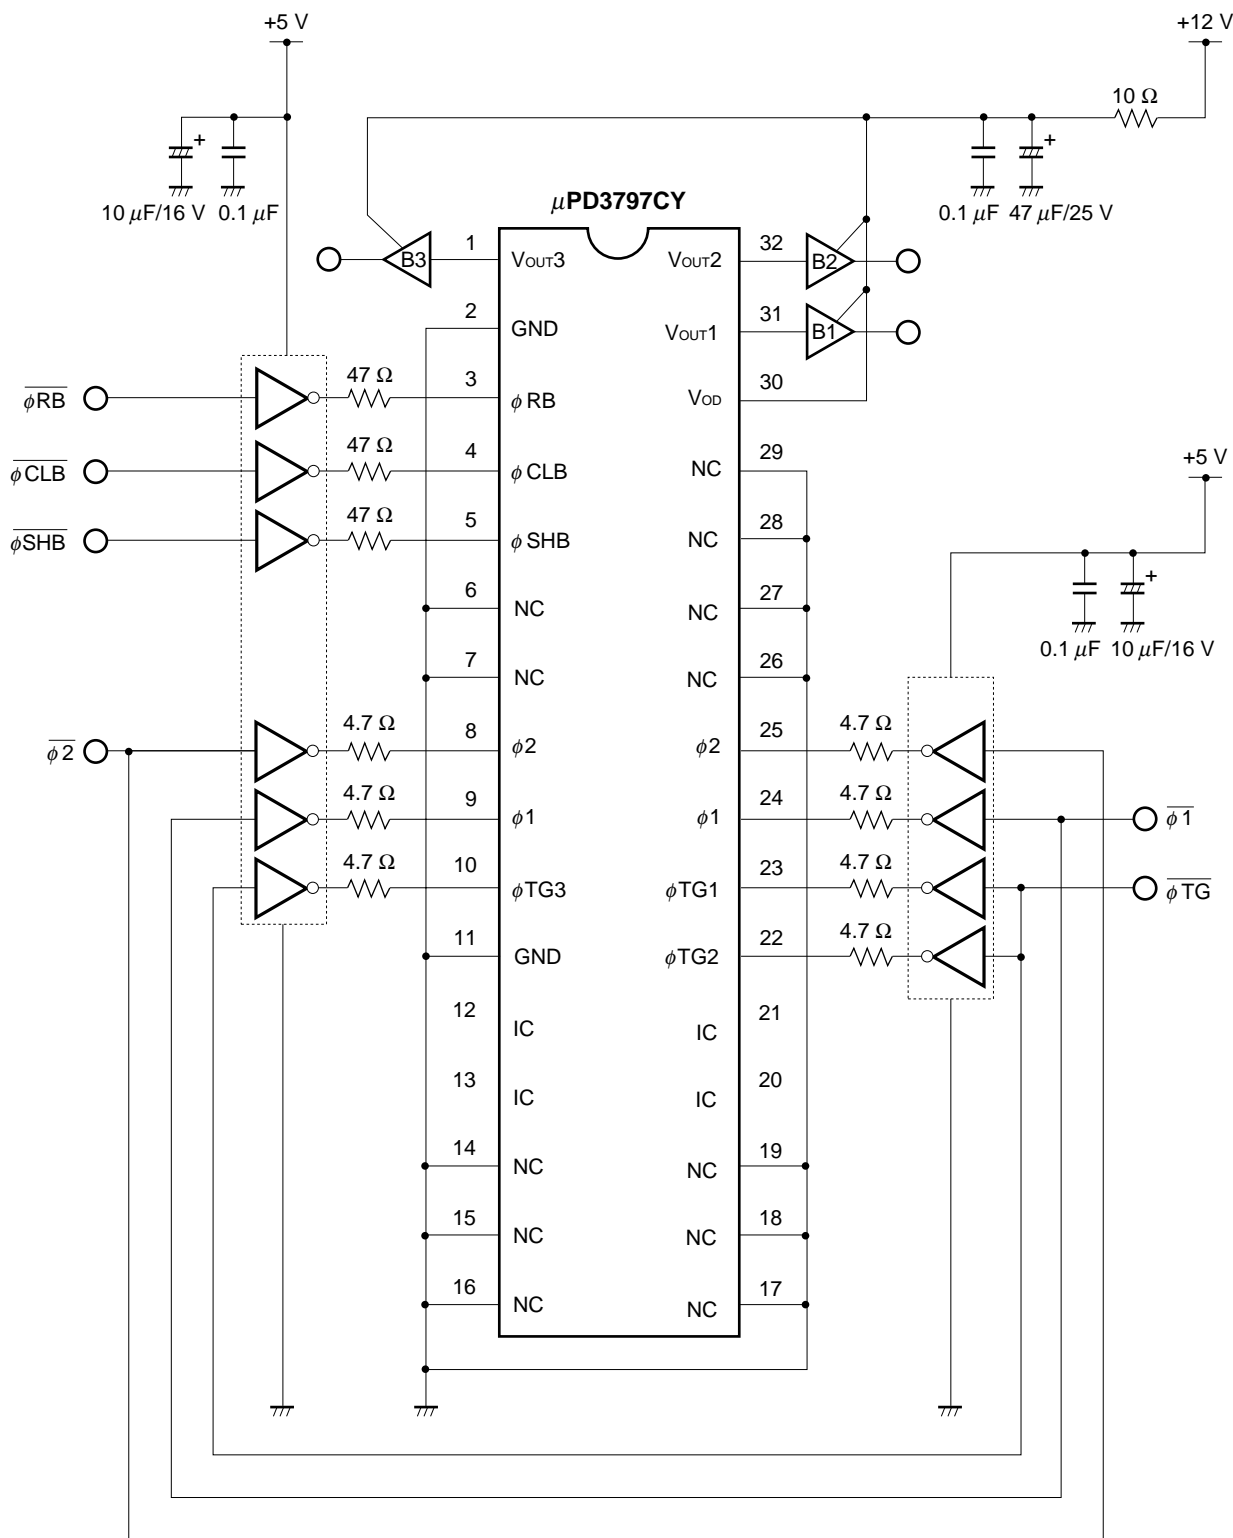 +5 V
+12 V
10 Ω
+
+
10 μF/16 V
0.1 μF
0.1 μF
47 μF/25 V
μPD3797CY
B3
1
VOUT3
VOUT2
32
B2
2
GND
VOUT1
31
B1
φRB
47 Ω
3
φRB
VOD
30
φCLB
47 Ω
4
φCLB
NC
29
+5 V
φSHB
47 Ω
5
φSHB
NC
28
+
6
NC
NC
27
0.1 μF
10 μF/16 V
7
NC
NC
26
φ2
4.7 Ω
8
φ2
φ2
25
4.7 Ω
4.7 Ω
9
φ1
φ1
24
4.7 Ω
φ1
4.7 Ω
10
φTG3
φTG1
23
4.7 Ω
φTG
11
GND
φTG2
22
4.7 Ω
12
IC
IC
21
13
IC
IC
20
14
NC
NC
19
15
NC
NC
18
16
NC
NC
17